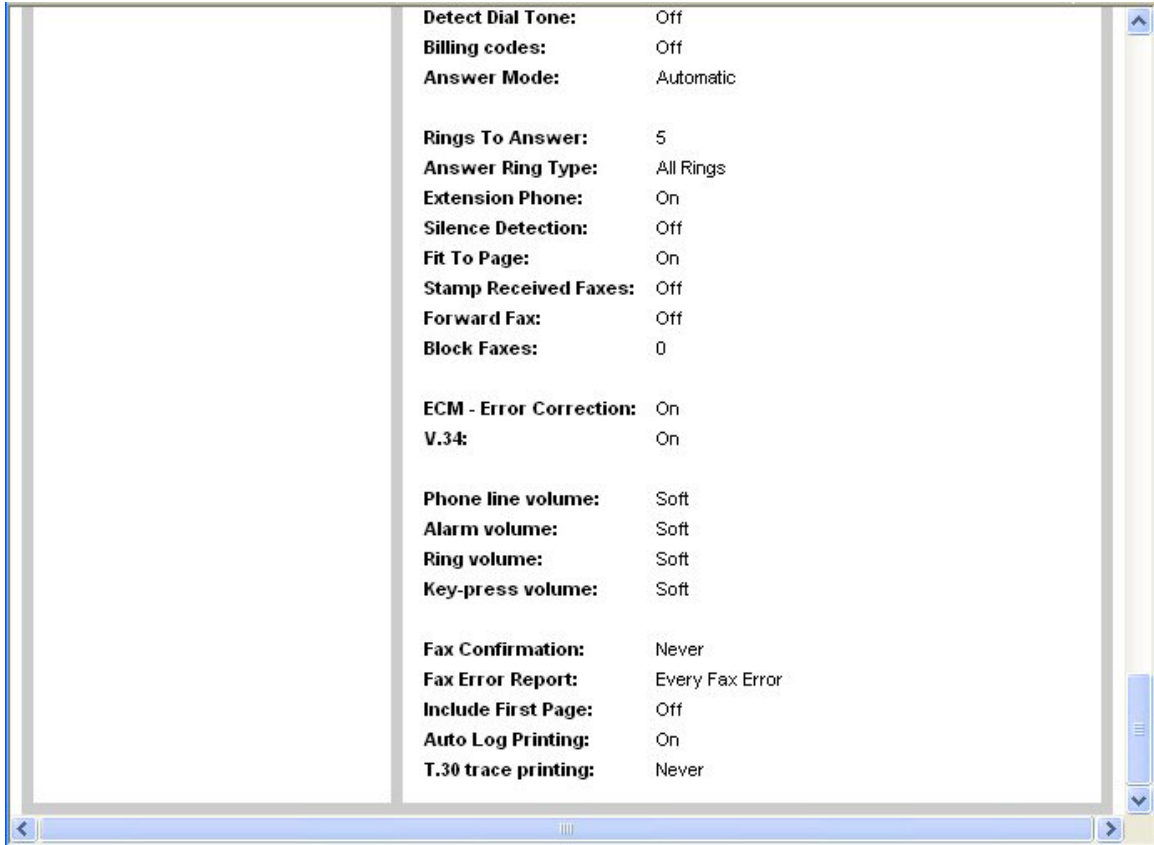 Detect Dial Tone: Off
Billing codes: Off
Answer Mode: Automatic
Rings To Answer: 5
Answer Ring Type: All Rings
Extension Phone: On
Silence Detection: Off
Fit To Page: On
Stamp Received Faxes: Off
Forward Fax: Off
Block Faxes: 0
ECM - Error Correction: On
V.34: On
Phone line volume: Soft
Alarm volume: Soft
Ring volume: Soft
Key-press volume: Soft
Fax Confirmation: Never
Fax Error Report: Every Fax Error
Include First Page: Off
Auto Log Printing: On
T.30 trace printing: Never